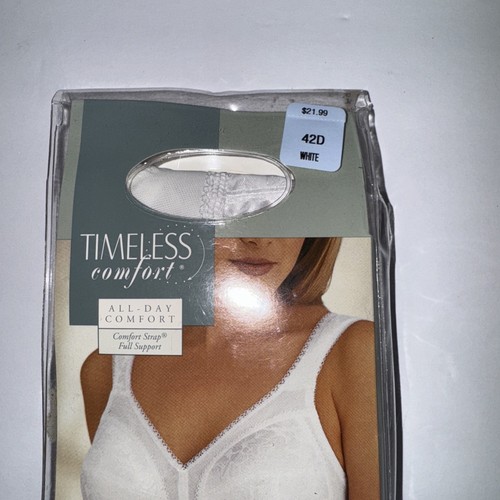 $21.99
42D
WHITE
TIMELESS
comfort®
ALL-DAY
COMFORT
Comfort Strap®
Full Support